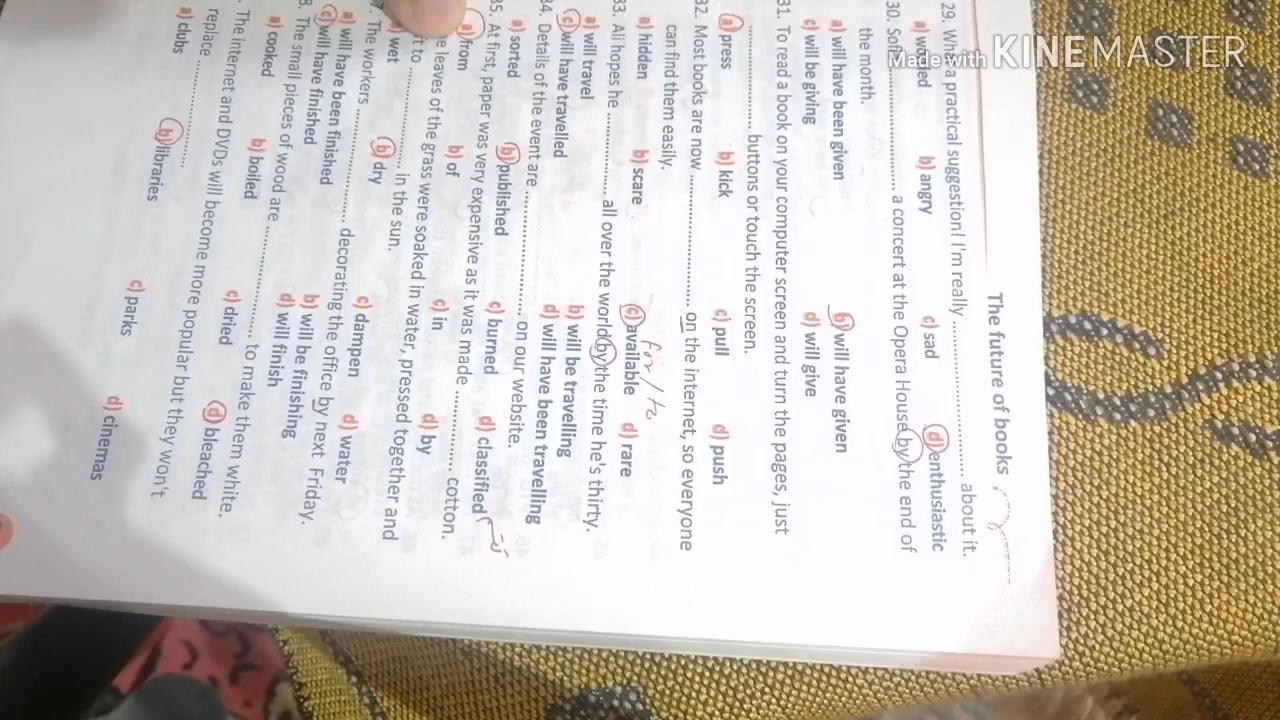 Made with KINEMASTER
The future of books
29. What a practical suggestion! I'm really .................... about it.
a) worried b) angry c) sad d) enthusiastic
30. .................... a concert at the Opera House by the end of
the month.
a) will have been given b) will have given
c) will be giving d) will give
31. To read a book on your computer screen and turn the pages, just
.................... buttons or touch the screen.
a) press b) kick c) pull d) push
for/to
32. Most books are now .................... on the internet, so everyone
can find them easily.
a) hidden b) scare c) available d) rare
33. Ali hopes he .................... all over the world by the time he's thirty.
a) will travel b) will be travelling
c) will have travelled d) will have been travelling
34. Details of the event are .................... on our website.
a) sorted b) published c) burned d) classified
35. At first, paper was very expensive as it was made .................... cotton.
a) from b) of c) in d) by
leaves of the grass were soaked in water, pressed together and
to .................... in the sun.
wet b) dry c) dampen d) water
The workers .................... decorating the office by next Friday.
a) will have been finished b) will be finishing
c) will have finished d) will finish
8. The small pieces of wood are .................... to make them white.
a) cooked b) boiled c) dried d) bleached
. The internet and DVDs will become more popular but they won't
replace ....................
a) clubs b) libraries c) parks d) cinemas